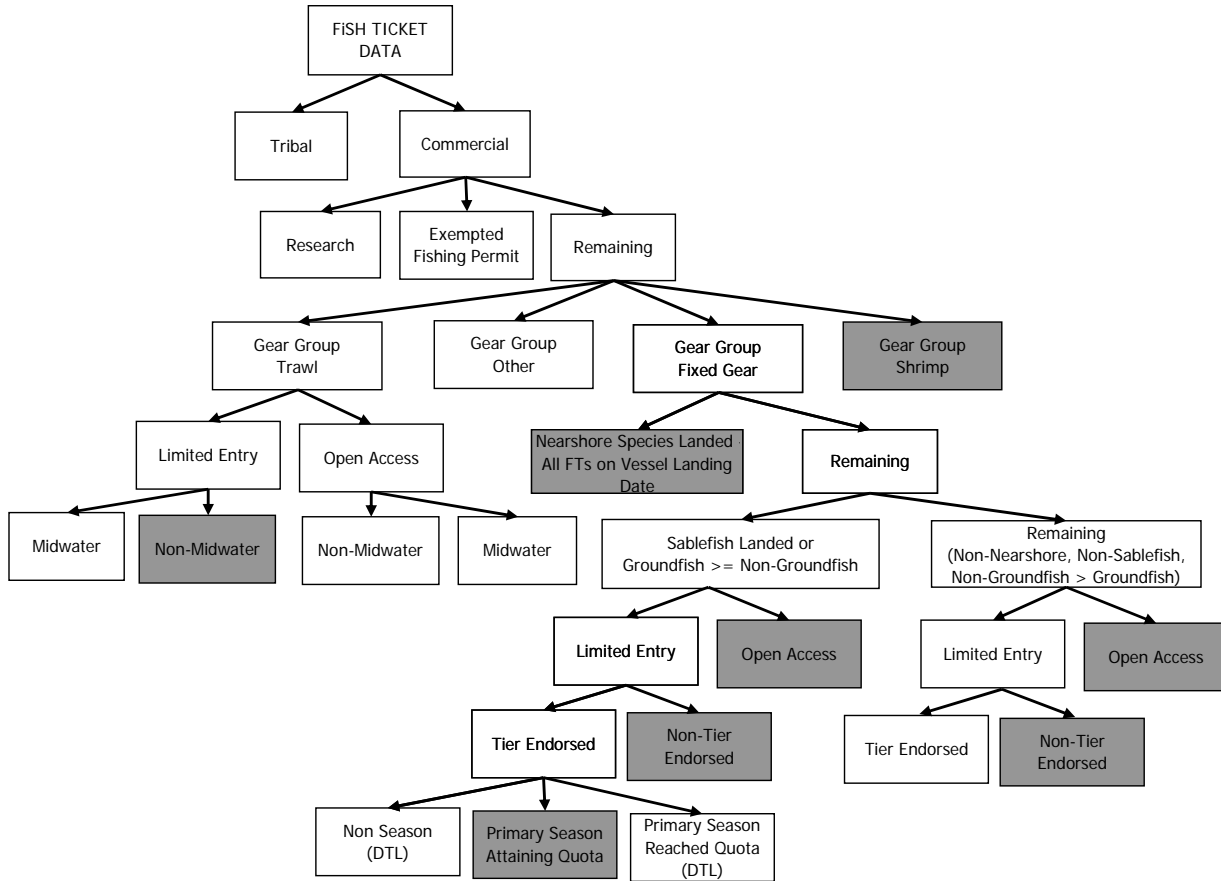 FiSH TICKET
DATA
Tribal
Commercial
Research
Exempted
Fishing Permit
Remaining
Gear Group
Trawl
Gear Group
Other
Gear Group
Fixed Gear
Gear Group
Shrimp
Limited Entry
Open Access
Nearshore Species Landed -
All FTs on Vessel Landing
Date
Remaining
Midwater
Non-Midwater
Non-Midwater
Midwater
Sablefish Landed or
Groundfish >= Non-Groundfish
Remaining
(Non-Nearshore, Non-Sablefish,
Non-Groundfish > Groundfish)
Limited Entry
Open Access
Limited Entry
Open Access
Tier Endorsed
Non-Tier
Endorsed
Tier Endorsed
Non-Tier
Endorsed
Non Season
(DTL)
Primary Season
Attaining Quota
Primary Season
Reached Quota
(DTL)